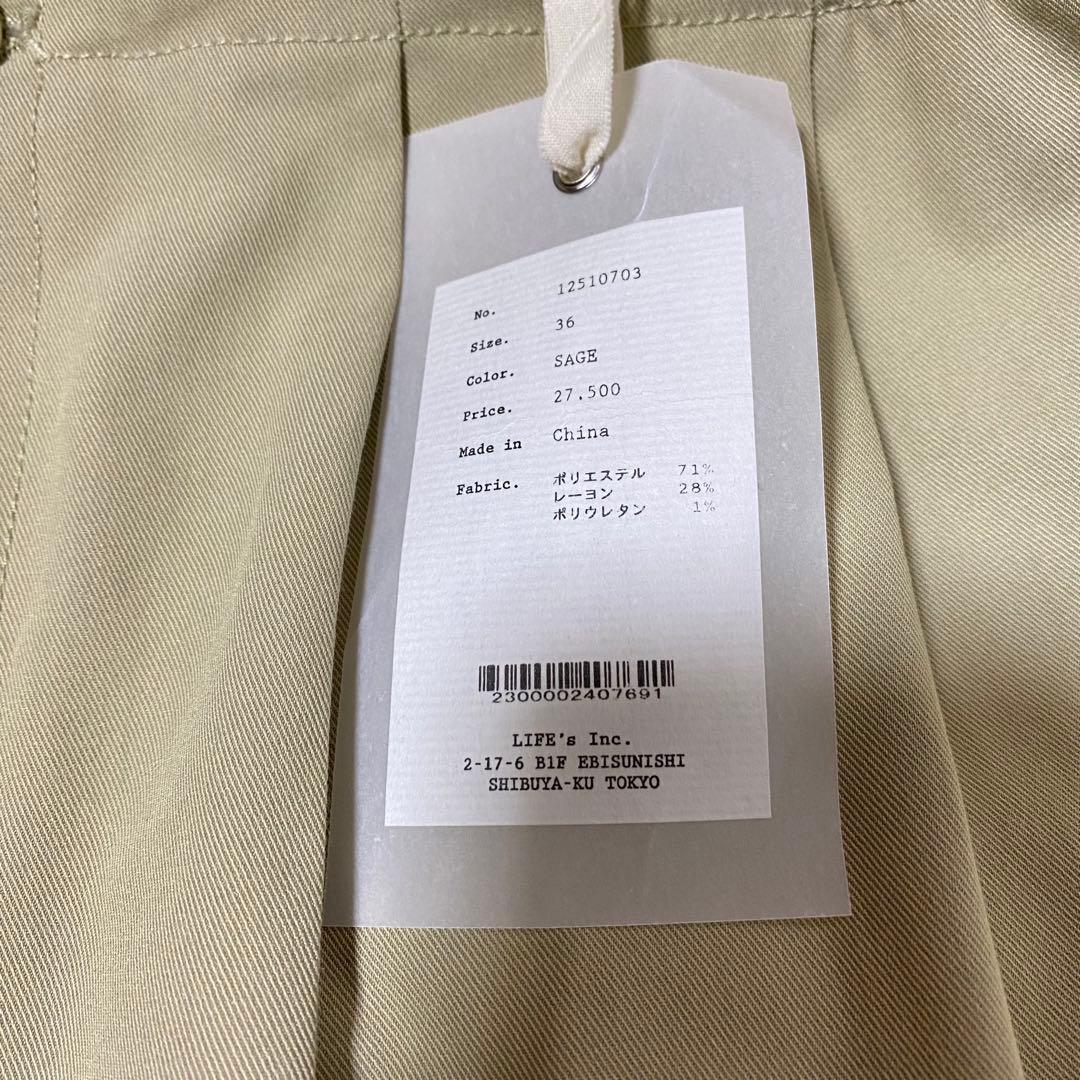 No. 12510703
Size. 36
Color. SAGE
Price. 27,500
Made in China
Fabric. ポリエステル 71%
レーヨン 28%
ポリウレタン 1%
2300002407691
LIFE's Inc.
2-17-6 B1F EBISUNISHI
SHIBUYA-KU TOKYO